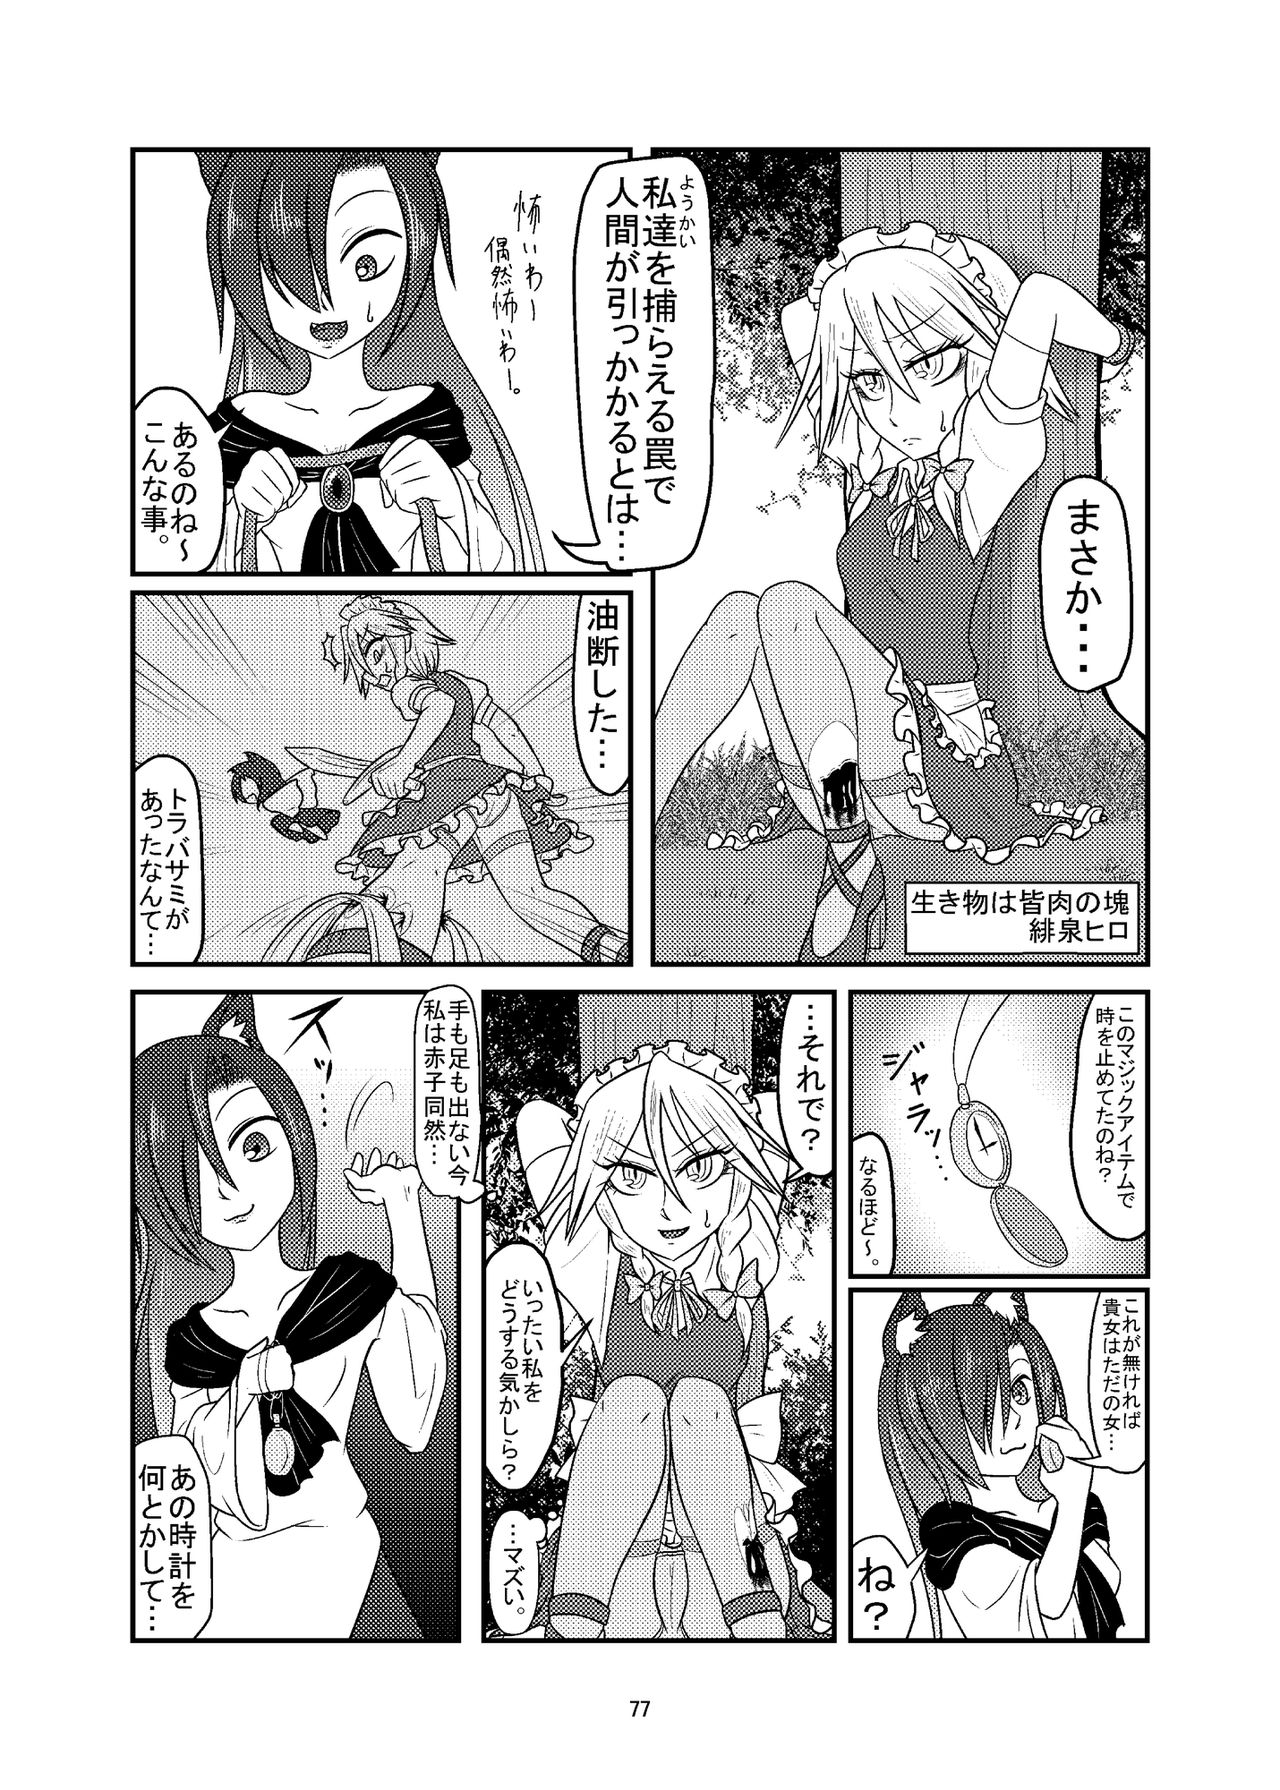 まさか・・・
生き物は皆肉の塊
緋泉ヒロ
私達を捕らえる罠で
ようかい
人間が引っかかるとは…
怖いわー
偶然怖いわー。
あるのね～
こんな事。
油断した…
トラバサミが
あったなんて…
このマジックアイテムで
時を止めてたのね？
ジャラッ…
なるほど～。
これが無ければ
貴女はただの女…
ね？
…それで？
いったい私を
どうする気かしら？
…マズい。
手も足も出ない今
私は赤子同然…
スッ…
あの時計を
何とかして…
77